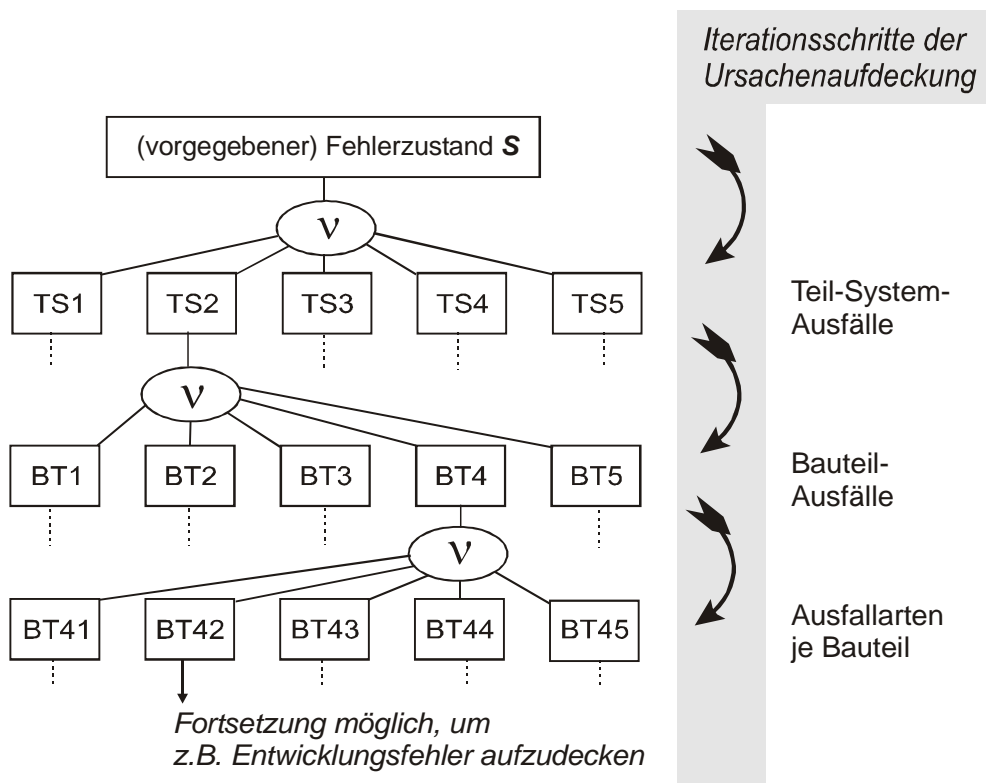 Iterationsschritte der
Ursachenaufdeckung
(vorgegebener) Fehlerzustand S
v
TS1 TS2 TS3 TS4 TS5
Teil-System-
Ausfälle
v
BT1 BT2 BT3 BT4 BT5
Bauteil-
Ausfälle
v
BT41 BT42 BT43 BT44 BT45
Ausfallarten
je Bauteil
Fortsetzung möglich, um
z.B. Entwicklungsfehler aufzudecken